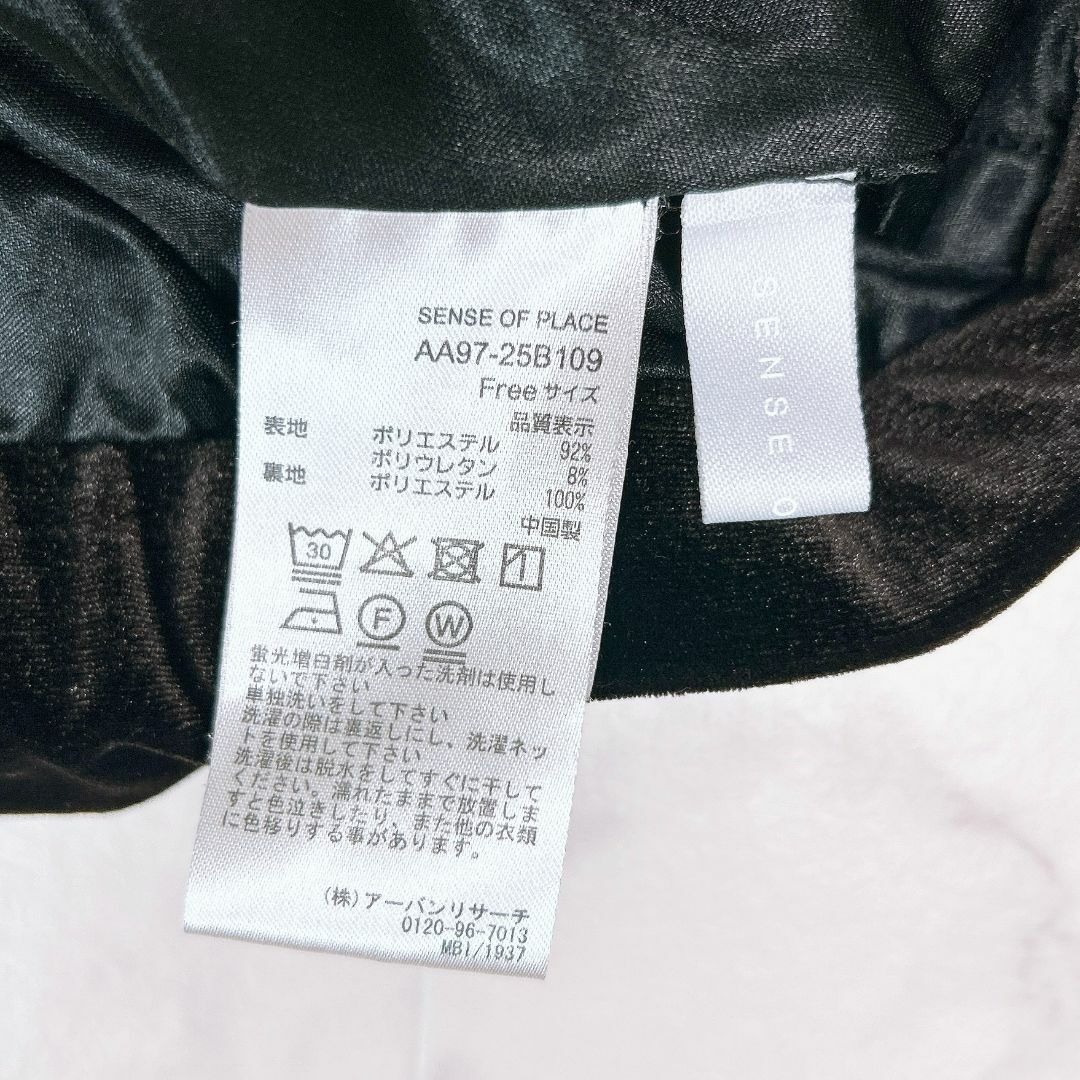 SENSE OF PLACE
AA97-25B109
Freeサイズ
品質表示
表地 ポリエステル 92%
ポリウレタン 8%
裏地 ポリエステル 100%
中国製
30
F W
蛍光増白剤が入った洗剤は使用し
ないで下さい
単独洗いをして下さい
洗濯の際は裏返しにし、洗濯ネッ
トを使用して下さい
洗濯後は脱水をしてすぐに干して
ください。濡れたままで放置しま
すと色泣きしたり、また他の衣類
に色移りする事があります。
(株)アーバンリサーチ
0120-96-7013
MBI/1937
SENSE O